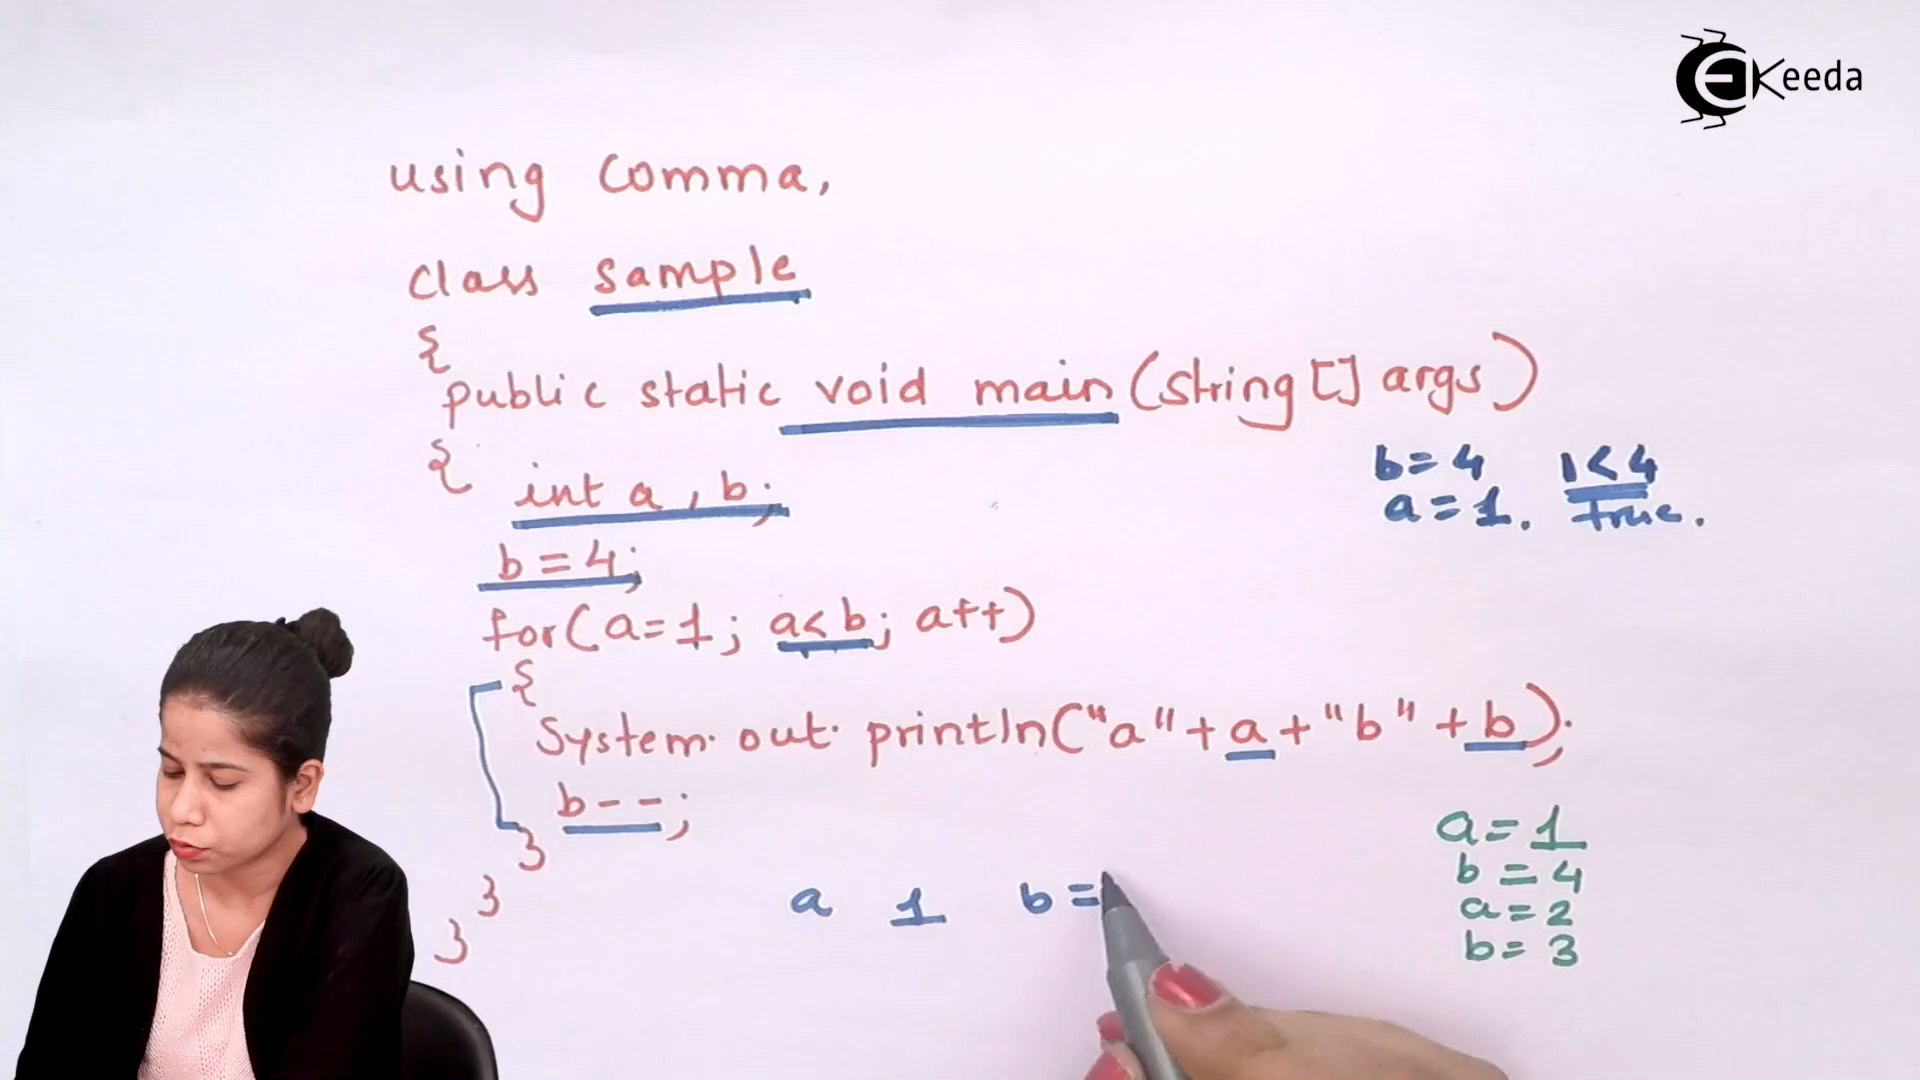 EKeeda
using comma,
class sample
{
public static void main (string [] args)
{
int a, b;
b = 4;
for(a=1; a<b; a++)
{
System. out. println("a" + a + "b" + b);
b--;
}
}
}
b = 4 1<4
a = 1. True.
a 1 b =
a = 1
b = 4
a = 2
b = 3